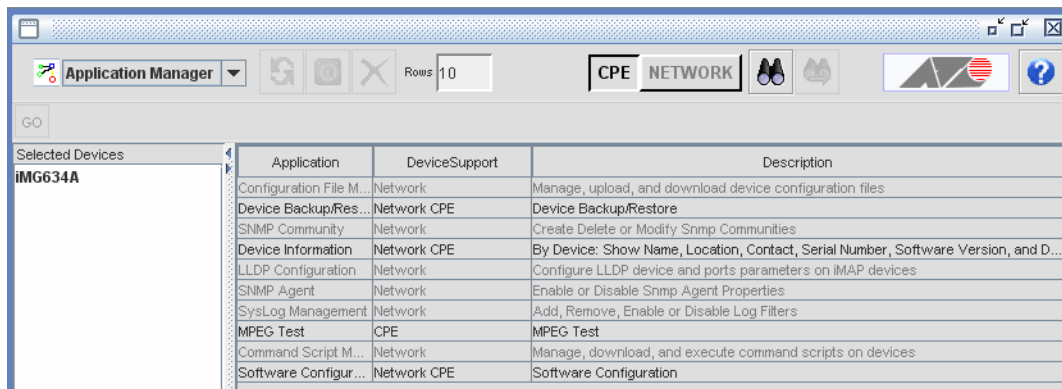 Application Manager Rows 10 CPE NETWORK ?
GO
Selected Devices
iMG634A
Application DeviceSupport Description
Configuration File M... Network Manage, upload, and download device configuration files
Device Backup/Res... Network CPE Device Backup/Restore
SNMP Community Network Create Delete or Modify Snmp Communities
Device Information Network CPE By Device: Show Name, Location, Contact, Serial Number, Software Version, and D...
LLDP Configuration Network Configure LLDP device and ports parameters on iMAP devices
SNMP Agent Network Enable or Disable Snmp Agent Properties
SysLog Management Network Add, Remove, Enable or Disable Log Filters
MPEG Test CPE MPEG Test
Command Script M... Network Manage, download, and execute command scripts on devices
Software Configur... Network CPE Software Configuration